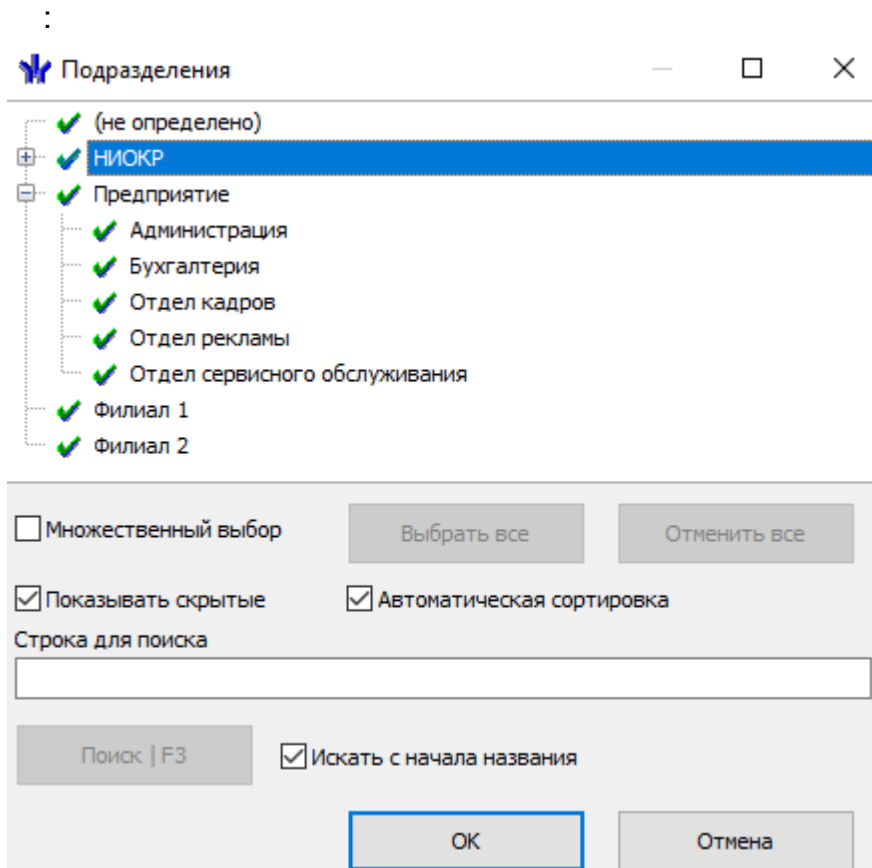 :
Подразделения
(не определено)
НИОКР
Предприятие
Администрация
Бухгалтерия
Отдел кадров
Отдел рекламы
Отдел сервисного обслуживания
Филиал 1
Филиал 2
Множественный выбор Выбрать все Отменить все
Показывать скрытые Автоматическая сортировка
Строка для поиска
Поиск | F3 Искать с начала названия
ОК Отмена